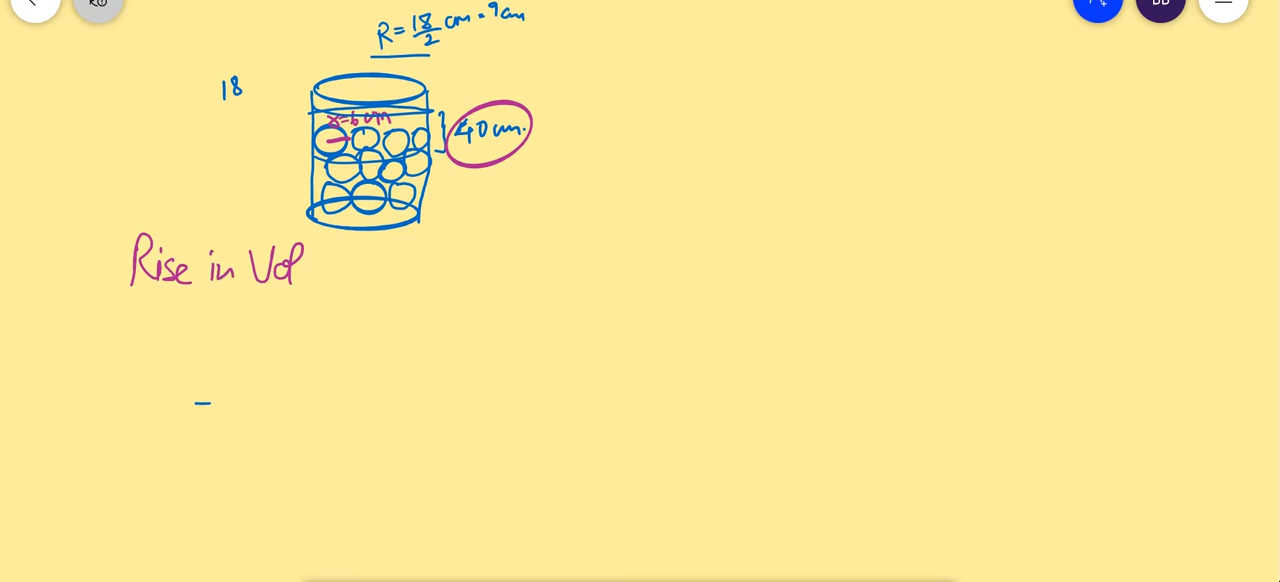 R = 18/2 cm = 9 cm
18
r=6 cm
40 cm.
Rise in Vol